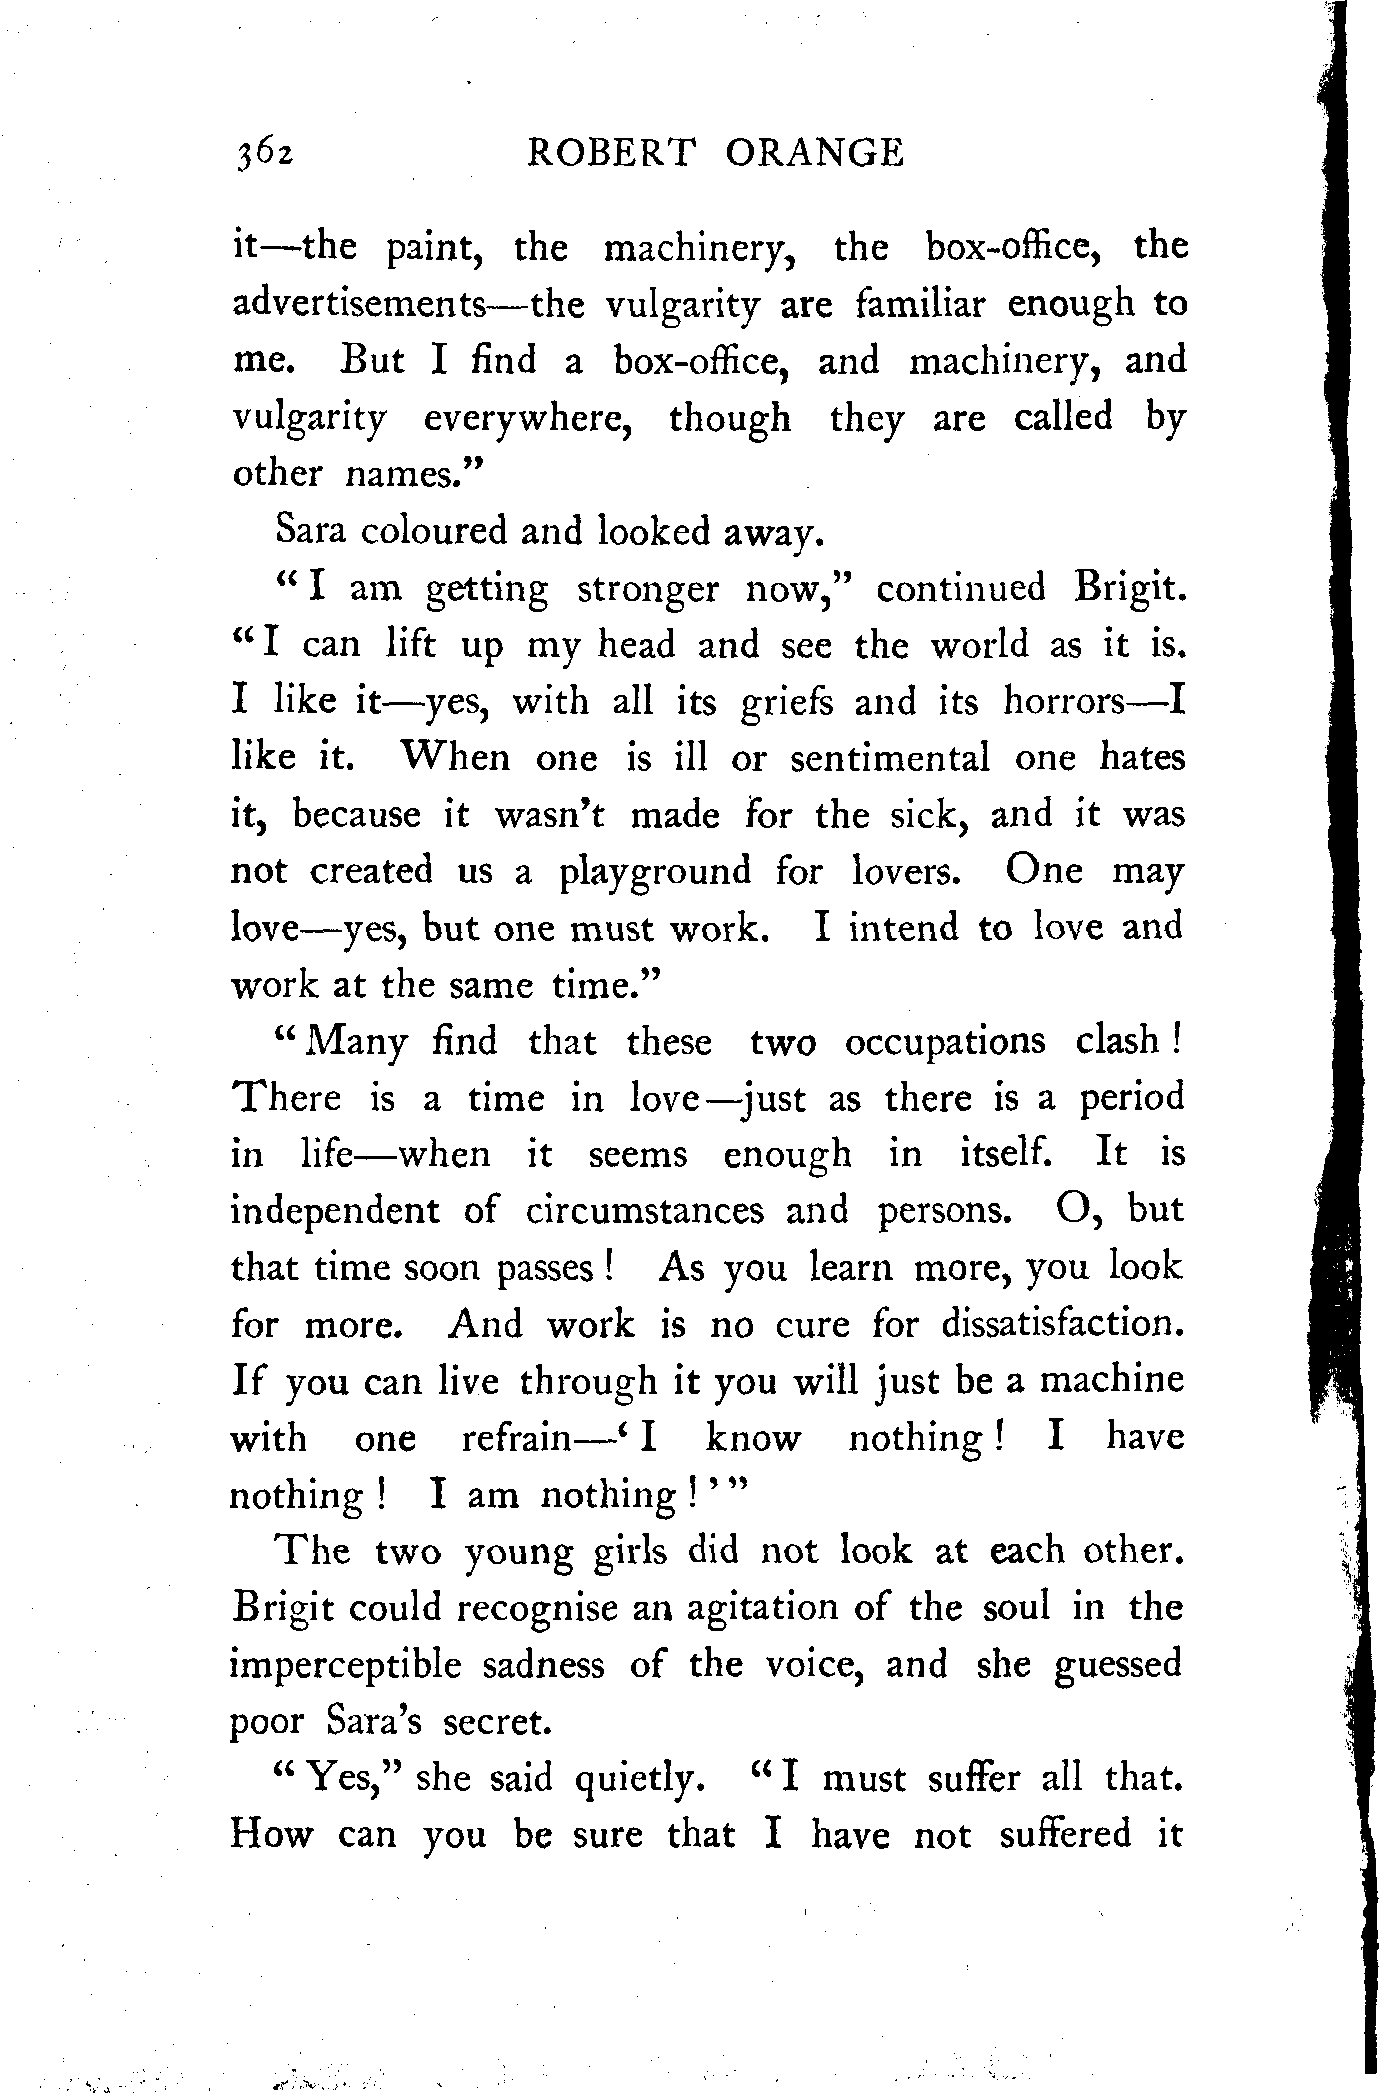 362 ROBERT ORANGE
it—the paint, the machinery, the box-office, the
advertisements—the vulgarity are familiar enough to
me. But I find a box-office, and machinery, and
vulgarity everywhere, though they are called by
other names.”
Sara coloured and looked away.
“ I am getting stronger now,” continued Brigit.
“ I can lift up my head and see the world as it is.
I like it—yes, with all its griefs and its horrors—I
like it. When one is ill or sentimental one hates
it, because it wasn’t made for the sick, and it was
not created us a playground for lovers. One may
love—yes, but one must work. I intend to love and
work at the same time.”
“ Many find that these two occupations clash !
There is a time in love—just as there is a period
in life—when it seems enough in itself. It is
independent of circumstances and persons. O, but
that time soon passes ! As you learn more, you look
for more. And work is no cure for dissatisfaction.
If you can live through it you will just be a machine
with one refrain—‘ I know nothing ! I have
nothing ! I am nothing ! ’ ”
The two young girls did not look at each other.
Brigit could recognise an agitation of the soul in the
imperceptible sadness of the voice, and she guessed
poor Sara’s secret.
“ Yes,” she said quietly. “ I must suffer all that.
How can you be sure that I have not suffered it